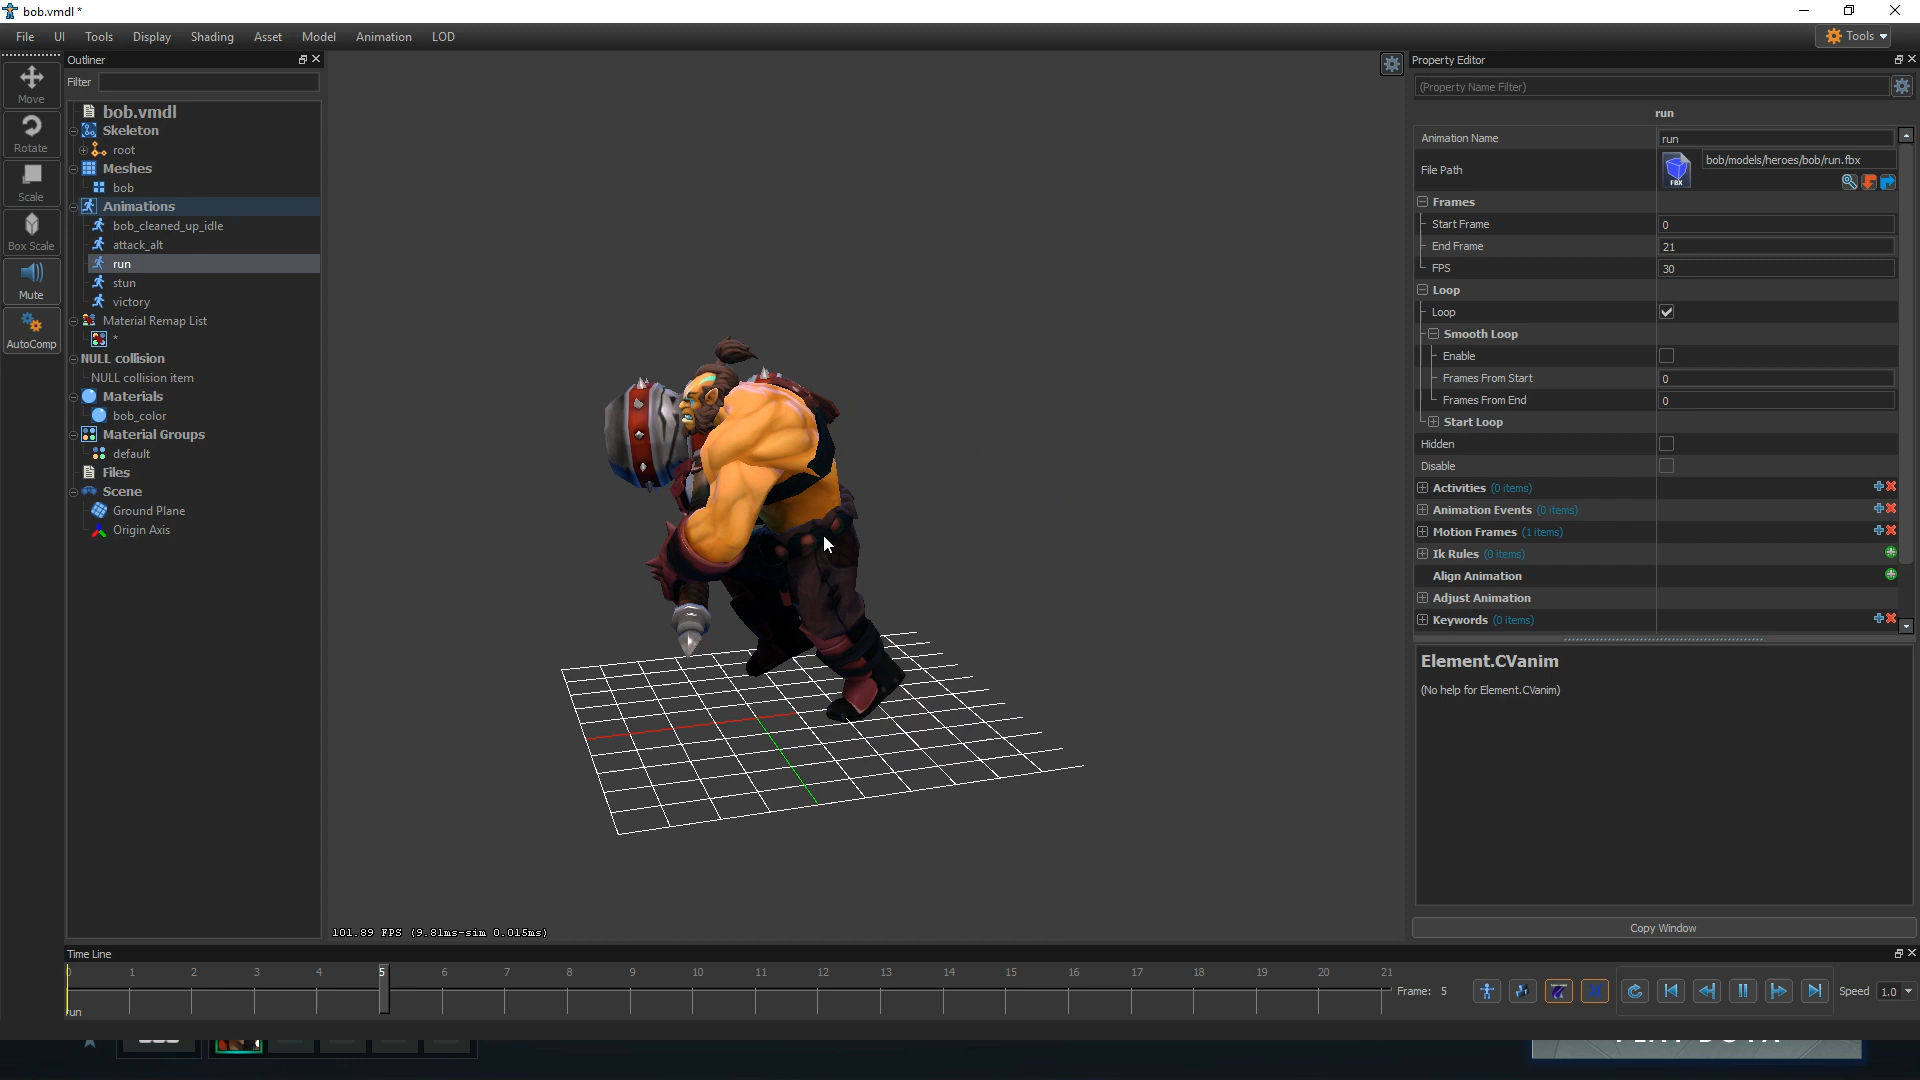 bob.vmdl *
File UI Tools Display Shading Asset Model Animation LOD
Tools
Outliner
Filter
Move
Rotate
Scale
Box Scale
Mute
AutoComp
bob.vmdl
Skeleton
root
Meshes
bob
Animations
bob_cleaned_up_idle
attack_alt
run
stun
victory
Material Remap List
*
NULL collision
NULL collision item
Materials
bob_color
Material Groups
default
Files
Scene
Ground Plane
Origin Axis
101.89 FPS (9.81ms-sim 0.015ms)
Property Editor
(Property Name Filter)
run
Animation Name run
File Path bob/models/heroes/bob/run.fbx
FBX
Frames
Start Frame 0
End Frame 21
FPS 30
Loop
Loop
Smooth Loop
Enable
Frames From Start 0
Frames From End 0
Start Loop
Hidden
Disable
Activities (0 items)
Animation Events (0 items)
Motion Frames (1 items)
Ik Rules (0 items)
Align Animation
Adjust Animation
Keywords (0 items)
Element.CVanim
(No help for Element.CVanim)
Copy Window
Time Line
0 1 2 3 4 5 6 7 8 9 10 11 12 13 14 15 16 17 18 19 20 21
run
Frame: 5
Speed 1.0